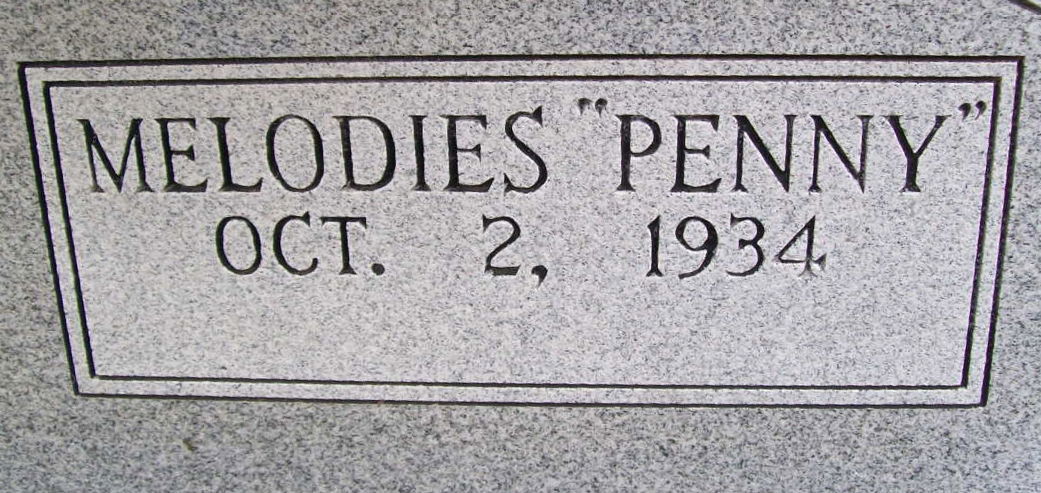 MELODIES "PENNY"
OCT. 2, 1934